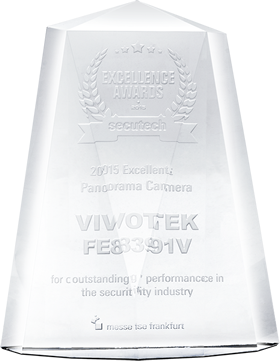 EXCELLENCE
AWARDS
secutech
2015 Excellent
Panorama Camera
VIVOTEK
FE8391V
for outstanding performance in
the security industry
messe frankfurt